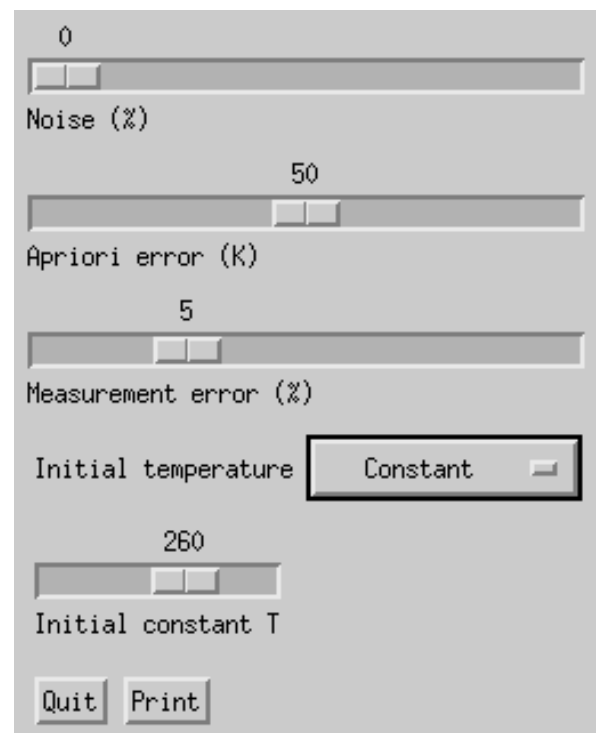 0
Noise (%)
50
Apriori error (K)
5
Measurement error (%)
Initial temperature Constant
260
Initial constant T
Quit Print